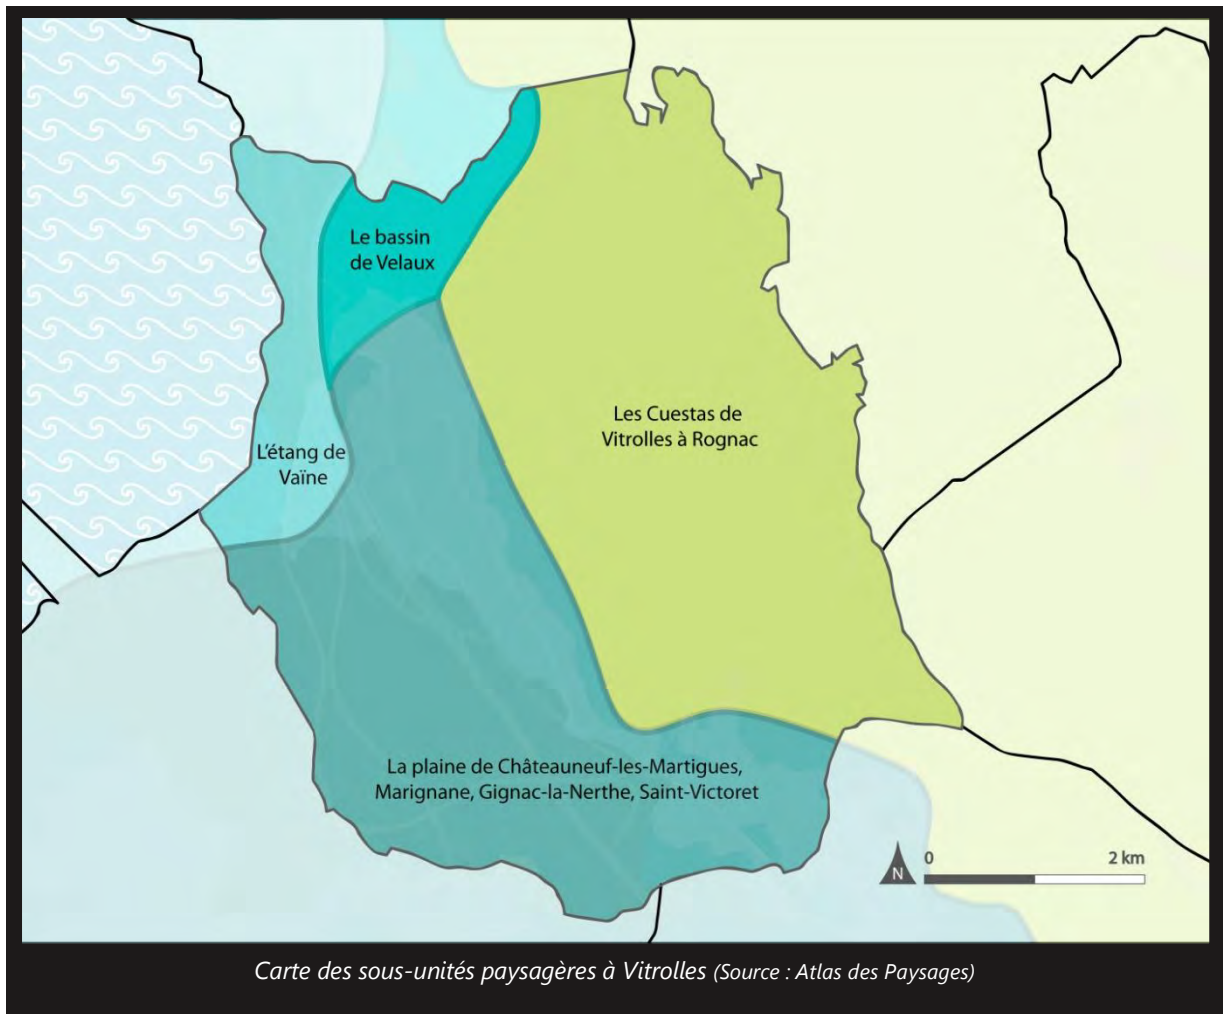 Le bassin
de Velaux
Les Cuestas de
Vitrolles à Rognac
L'étang de
Vaïne
La plaine de Châteauneuf-les-Martigues,
Marignane, Gignac-la-Nerthe, Saint-Victoret
N
0 2 km
Carte des sous-unités paysagères à Vitrolles (Source : Atlas des Paysages)